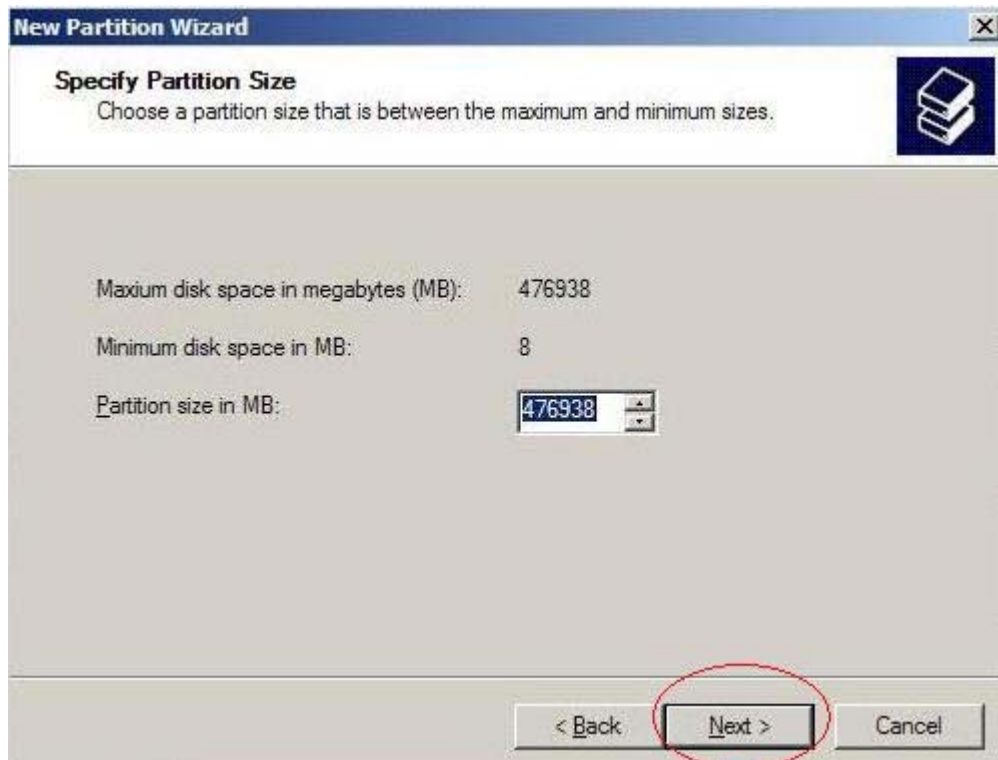 New Partition Wizard
Specify Partition Size
Choose a partition size that is between the maximum and minimum sizes.
Maxium disk space in megabytes (MB): 476938
Minimum disk space in MB: 8
Partition size in MB: 476938
< Back Next > Cancel